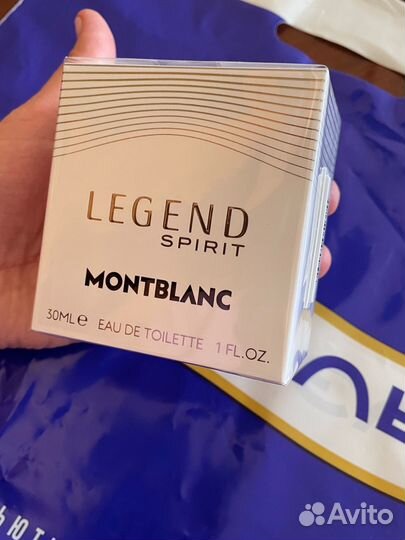 LEGEND
SPIRIT
MONTBLANC
30ML℮ EAU DE TOILETTE 1 FL.OZ.
Avito